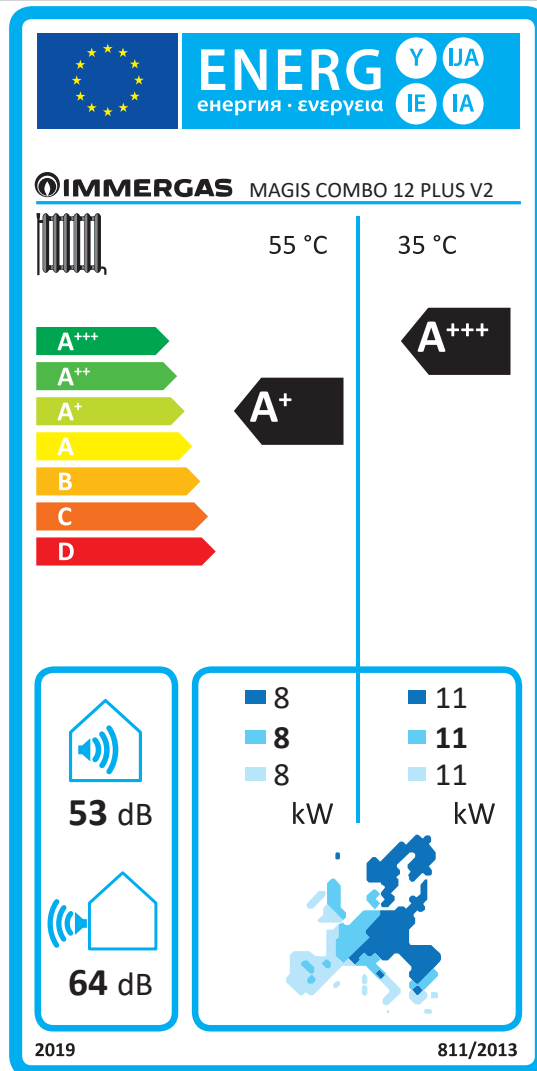 ENERG Y IJA
енергия · ενεργεια IE IA
IMMERGAS MAGIS COMBO 12 PLUS V2
55 °C 35 °C
A+++
A+++
A++
A+
A+
A
B
C
D
8 11
8 11
8 11
kW kW
53 dB
64 dB
2019 811/2013